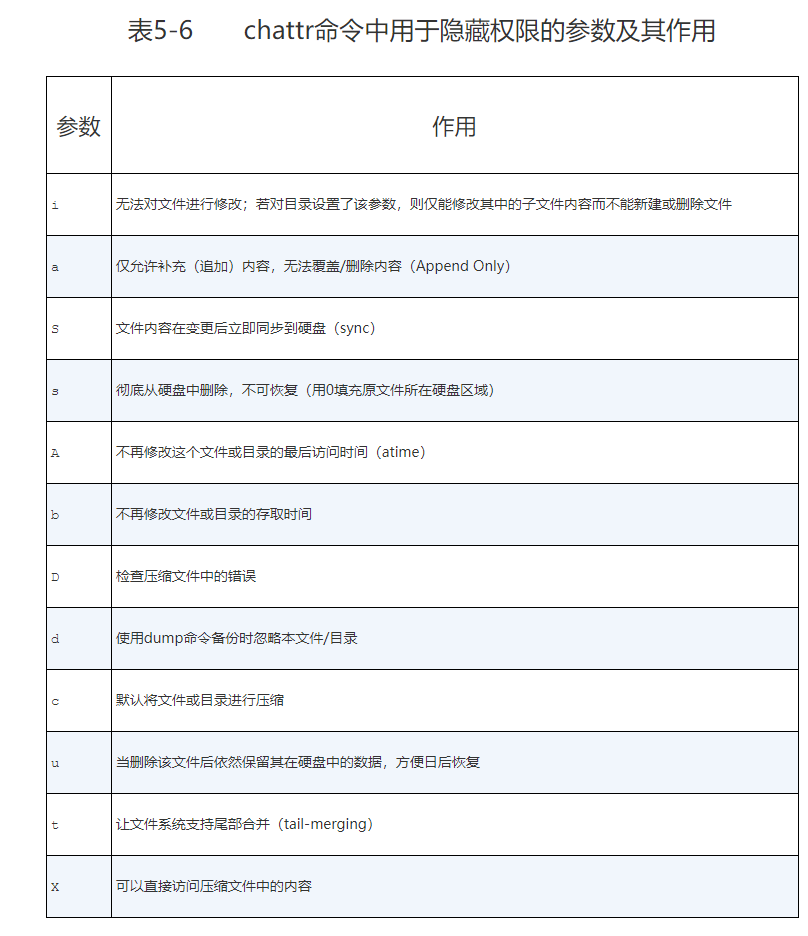 表5-6 chattr命令中用于隐藏权限的参数及其作用
参数 作用
i 无法对文件进行修改；若对目录设置了该参数，则仅能修改其中的子文件内容而不能新建或删除文件
a 仅允许补充（追加）内容，无法覆盖/删除内容（Append Only）
S 文件内容在变更后立即同步到硬盘（sync）
s 彻底从硬盘中删除，不可恢复（用0填充原文件所在硬盘区域）
A 不再修改这个文件或目录的最后访问时间（atime）
b 不再修改文件或目录的存取时间
D 检查压缩文件中的错误
d 使用dump命令备份时忽略本文件/目录
c 默认将文件或目录进行压缩
u 当删除该文件后依然保留其在硬盘中的数据，方便日后恢复
t 让文件系统支持尾部合并（tail-merging）
X 可以直接访问压缩文件中的内容